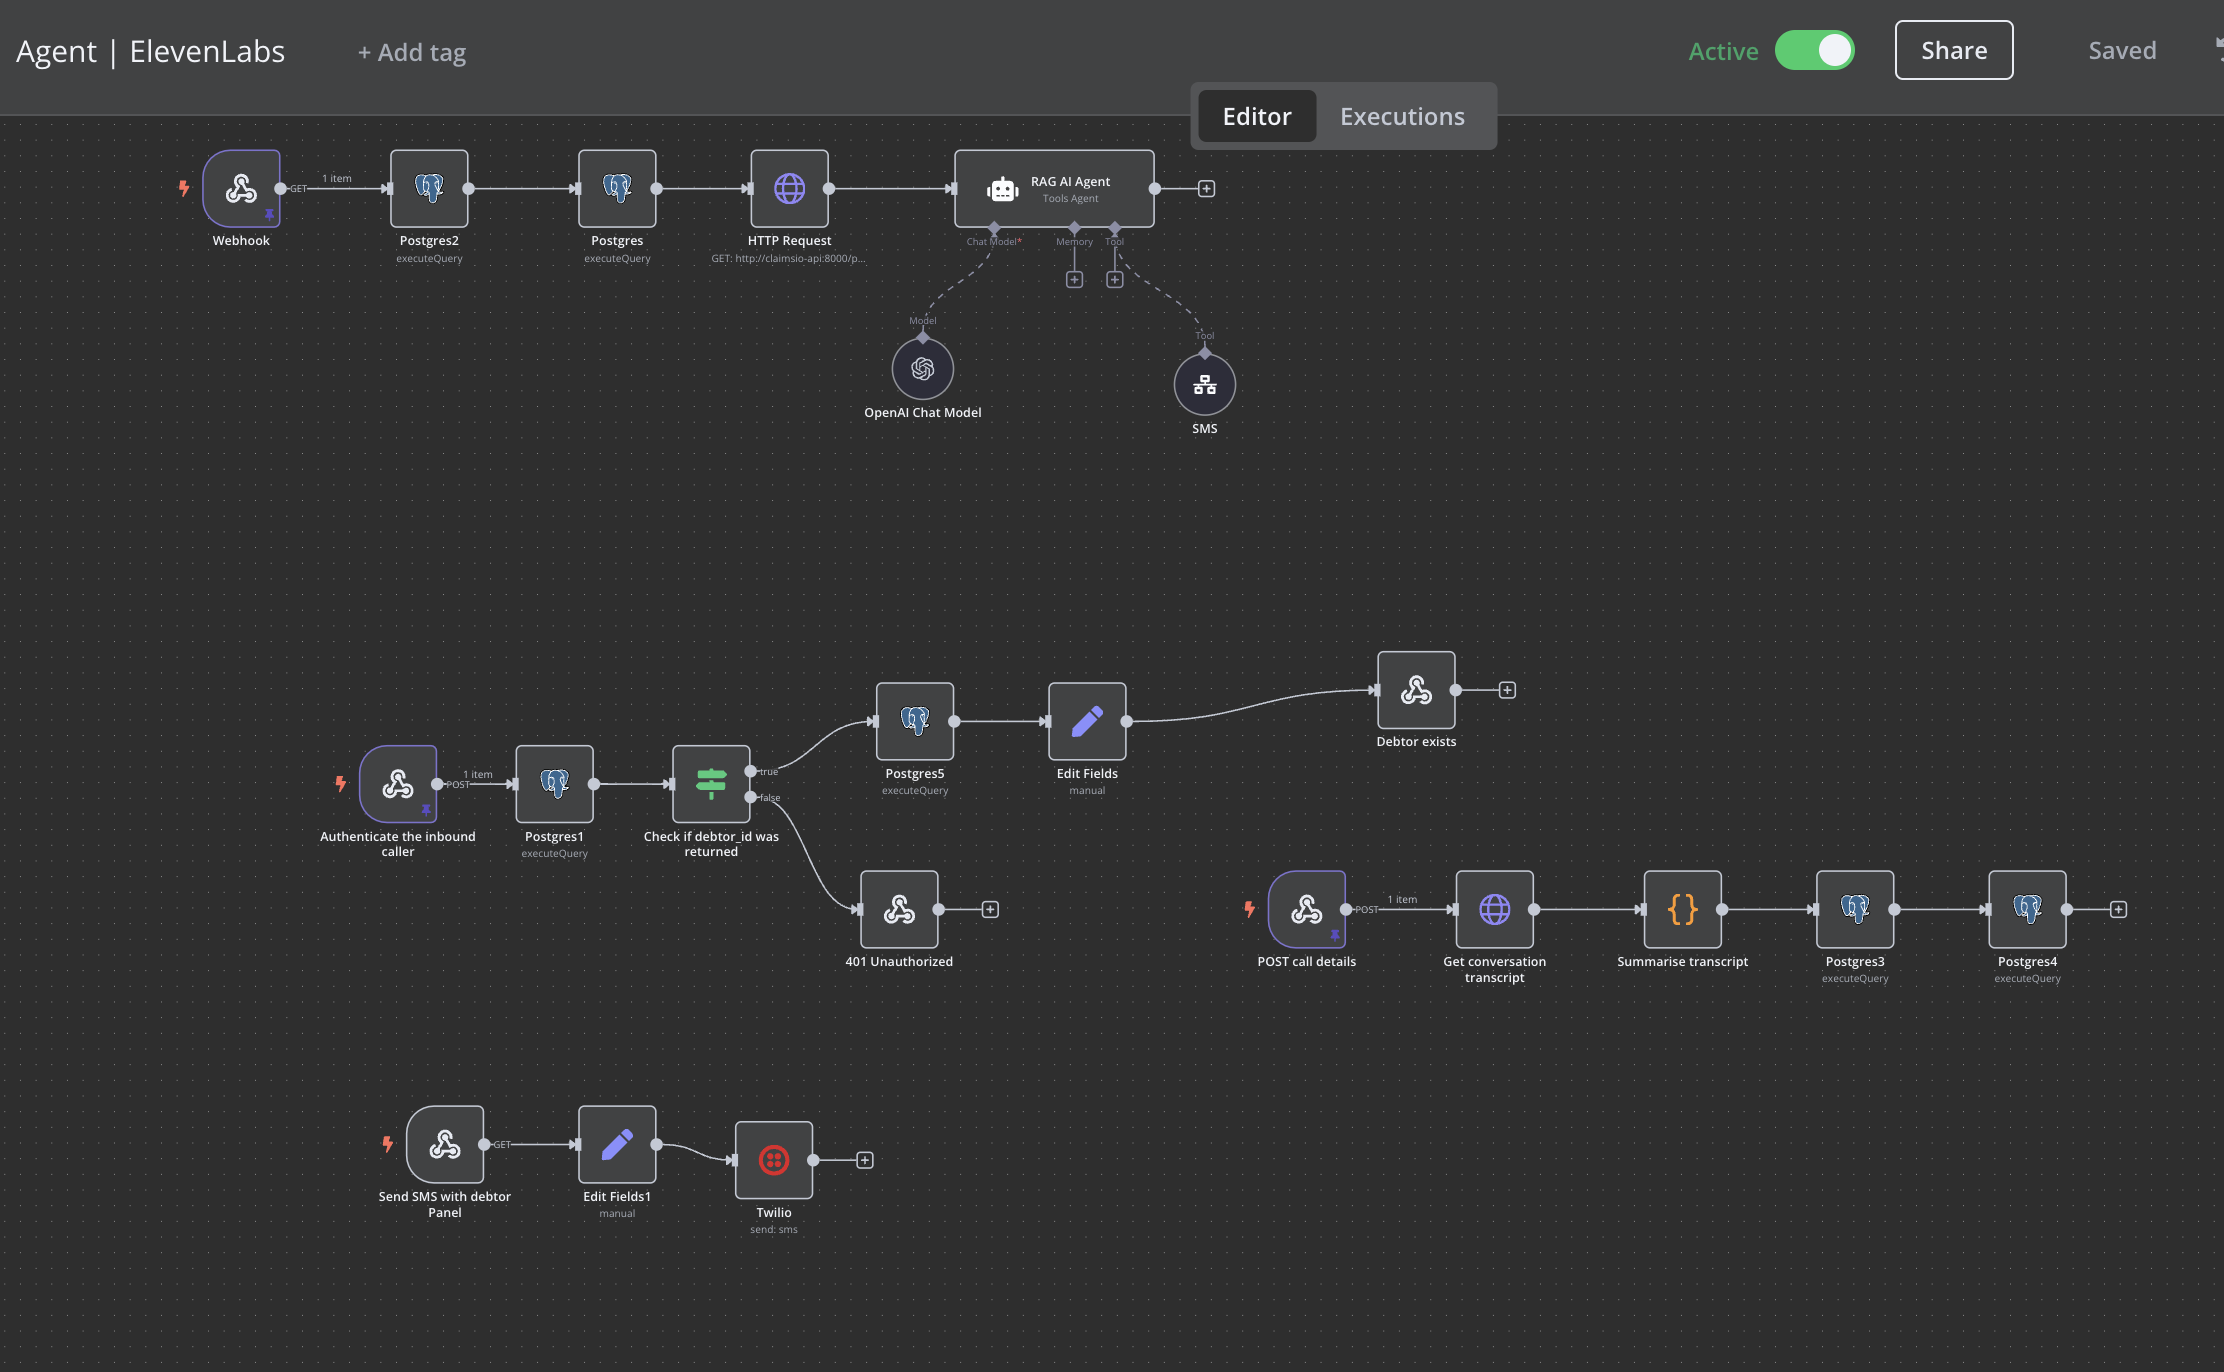 Agent | ElevenLabs
+ Add tag
Active
Share
Saved
Editor
Executions
GET
1 item
Webhook
Postgres2
executeQuery
Postgres
executeQuery
HTTP Request
GET: http://claimsio-api:8000/p...
RAG AI Agent
Tools Agent
Chat Model*
Memory
Tool
Model
OpenAI Chat Model
Tool
SMS
Debtor exists
POST
1 item
Authenticate the inbound
caller
Postgres1
executeQuery
true
false
Check if debtor_id was
returned
Postgres5
executeQuery
Edit Fields
manual
401 Unauthorized
POST
1 item
POST call details
Get conversation
transcript
Summarise transcript
Postgres3
executeQuery
Postgres4
executeQuery
GET
Send SMS with debtor
Panel
Edit Fields1
manual
Twilio
send: sms